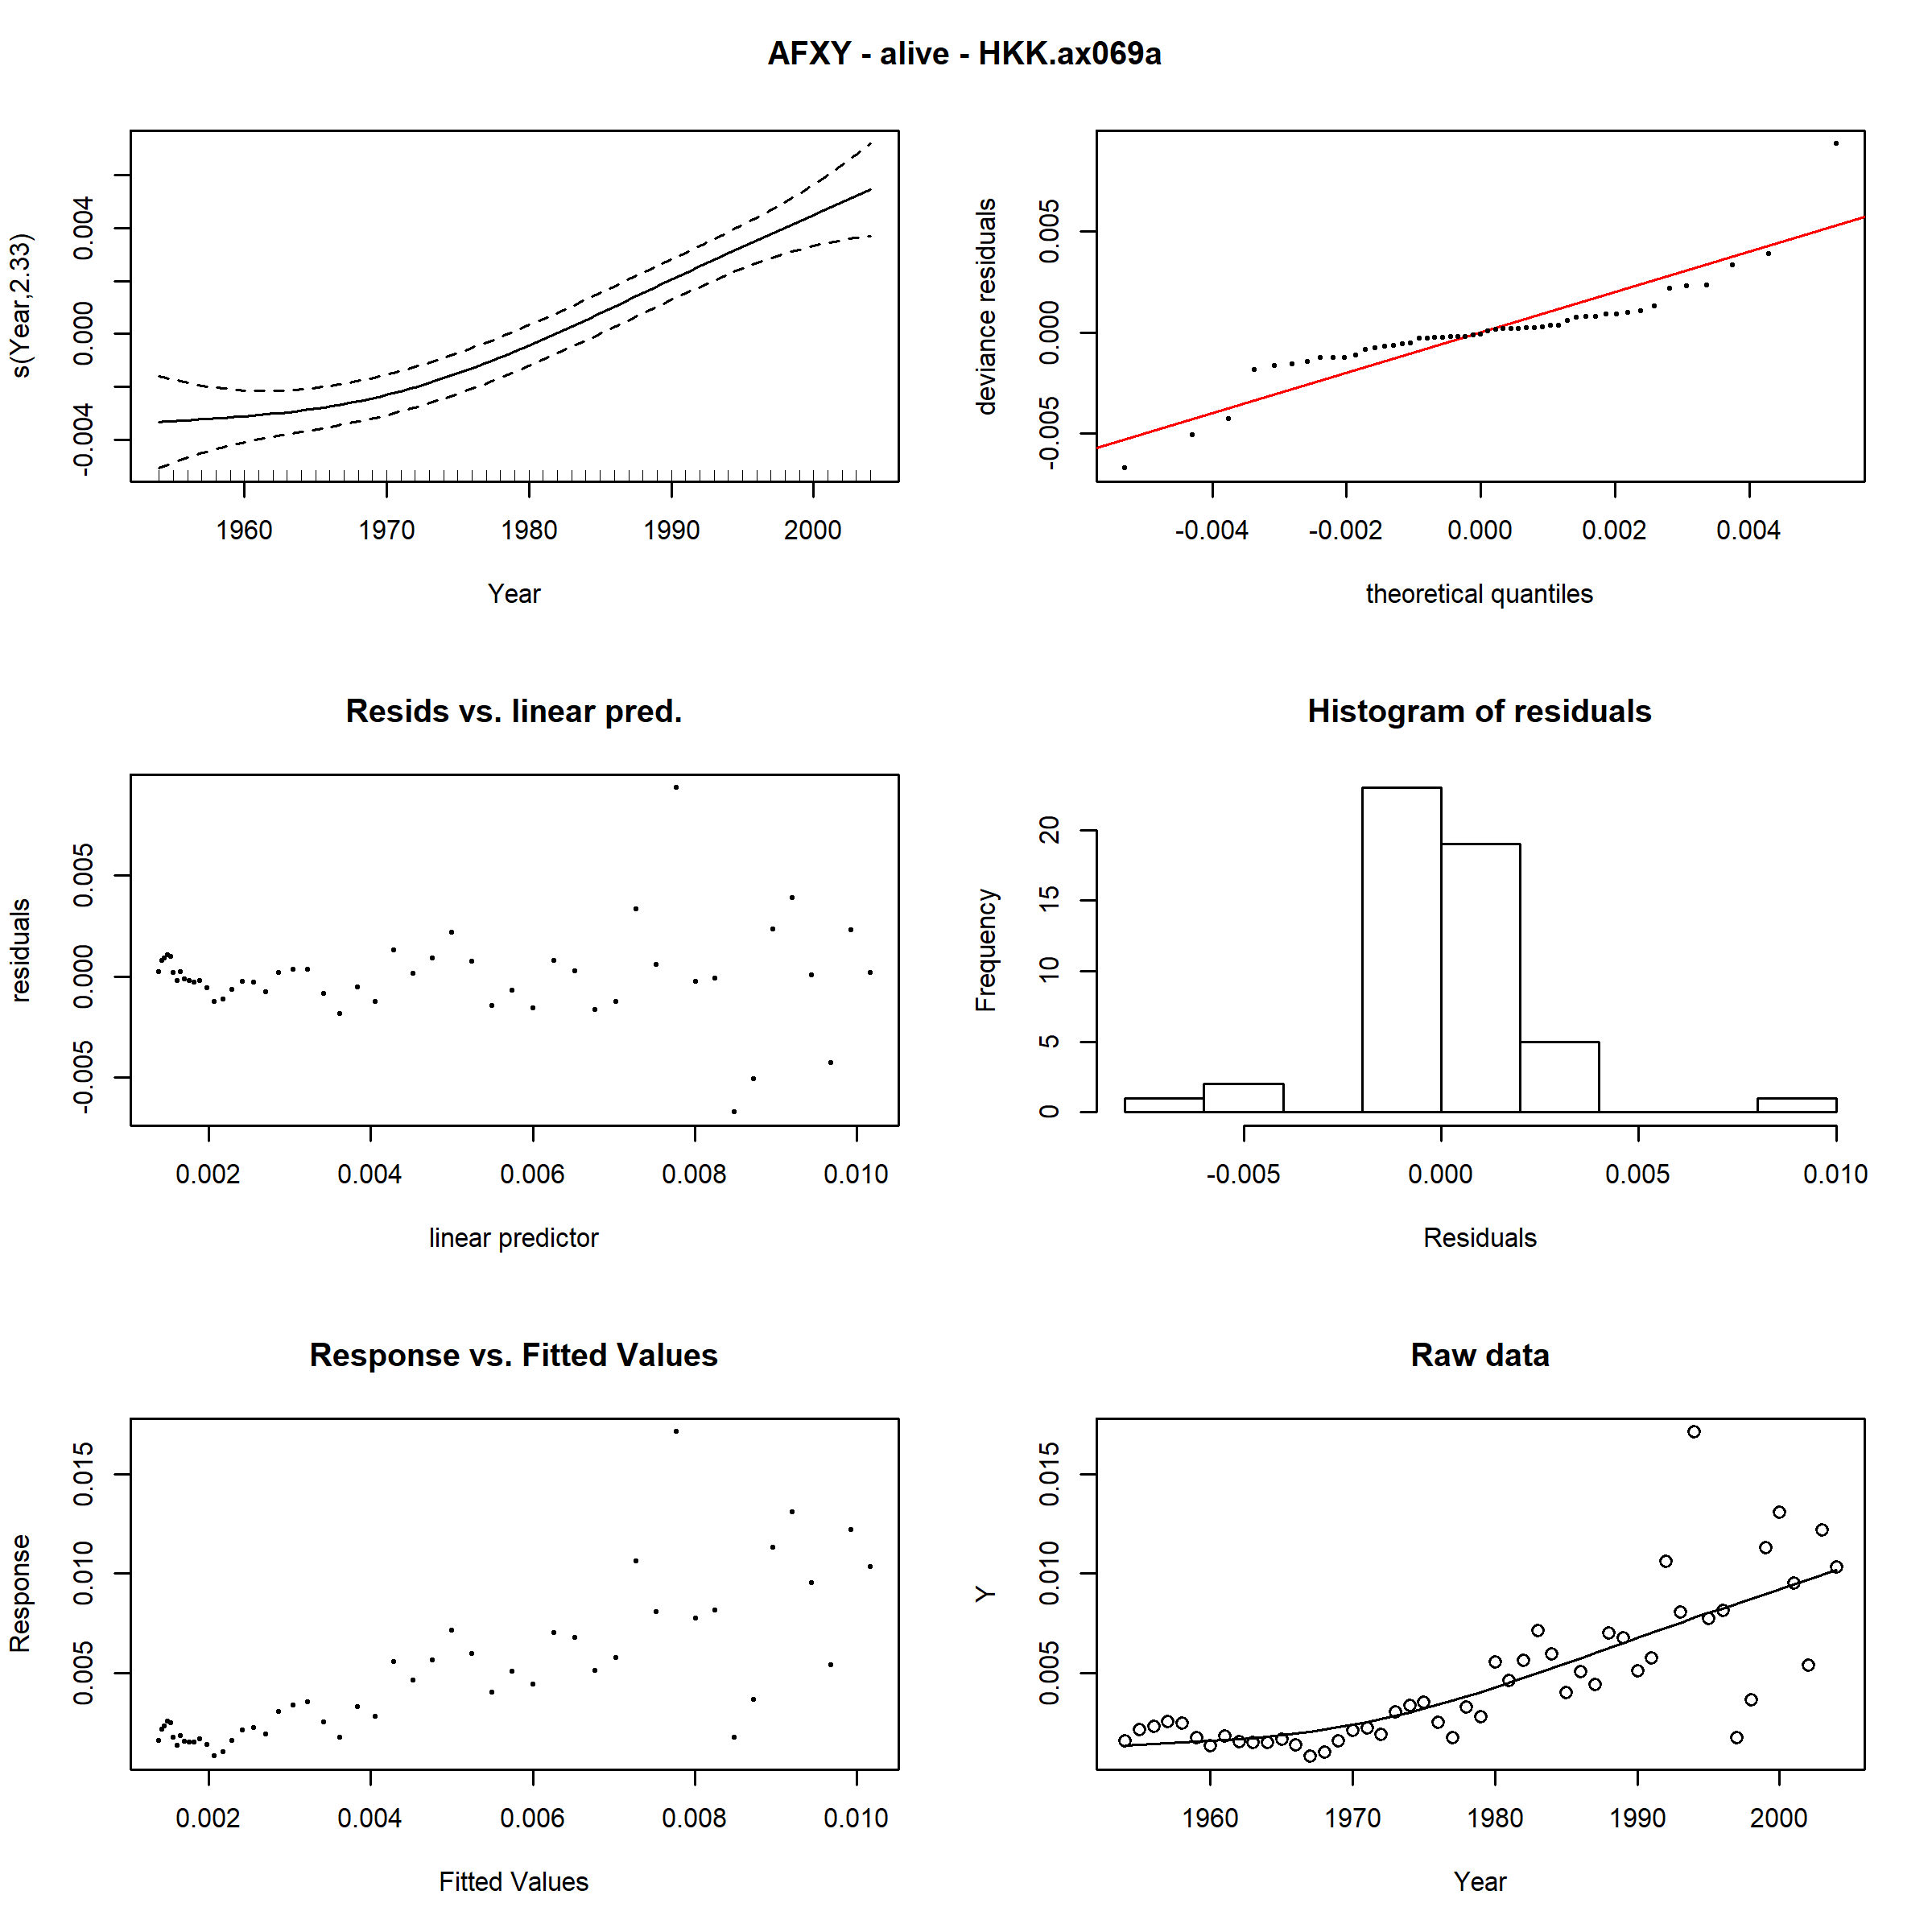 AFXY - alive - HKK.ax069a
s(Year,2.33)
-0.004 0.000 0.004
1960 1970 1980 1990 2000
Year
deviance residuals
-0.005 0.000 0.005
-0.004 -0.002 0.000 0.002 0.004
theoretical quantiles
Resids vs. linear pred.
residuals
-0.005 0.000 0.005
0.002 0.004 0.006 0.008 0.010
linear predictor
Histogram of residuals
Frequency
0 5 10 15 20
-0.005 0.000 0.005 0.010
Residuals
Response vs. Fitted Values
Response
0.005 0.010 0.015
0.002 0.004 0.006 0.008 0.010
Fitted Values
Raw data
Y
0.005 0.010 0.015
1960 1970 1980 1990 2000
Year